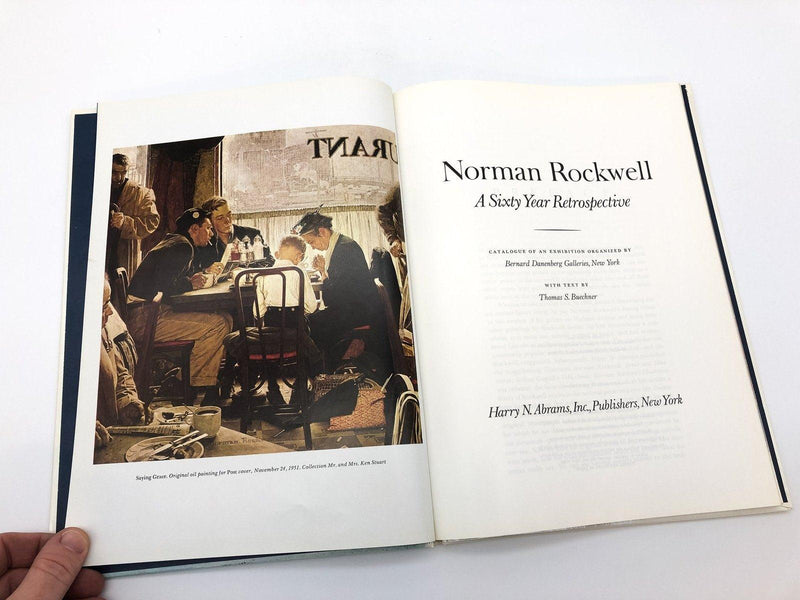 URANT
Saying Grace. Original oil painting for Post cover, November 24, 1951. Collection Mr. and Mrs. Ken Stuart
Norman Rockwell
A Sixty Year Retrospective
CATALOGUE OF AN EXHIBITION ORGANIZED BY
Bernard Danenberg Galleries, New York
WITH TEXT BY
Thomas S. Buechner
Harry N. Abrams, Inc., Publishers, New York